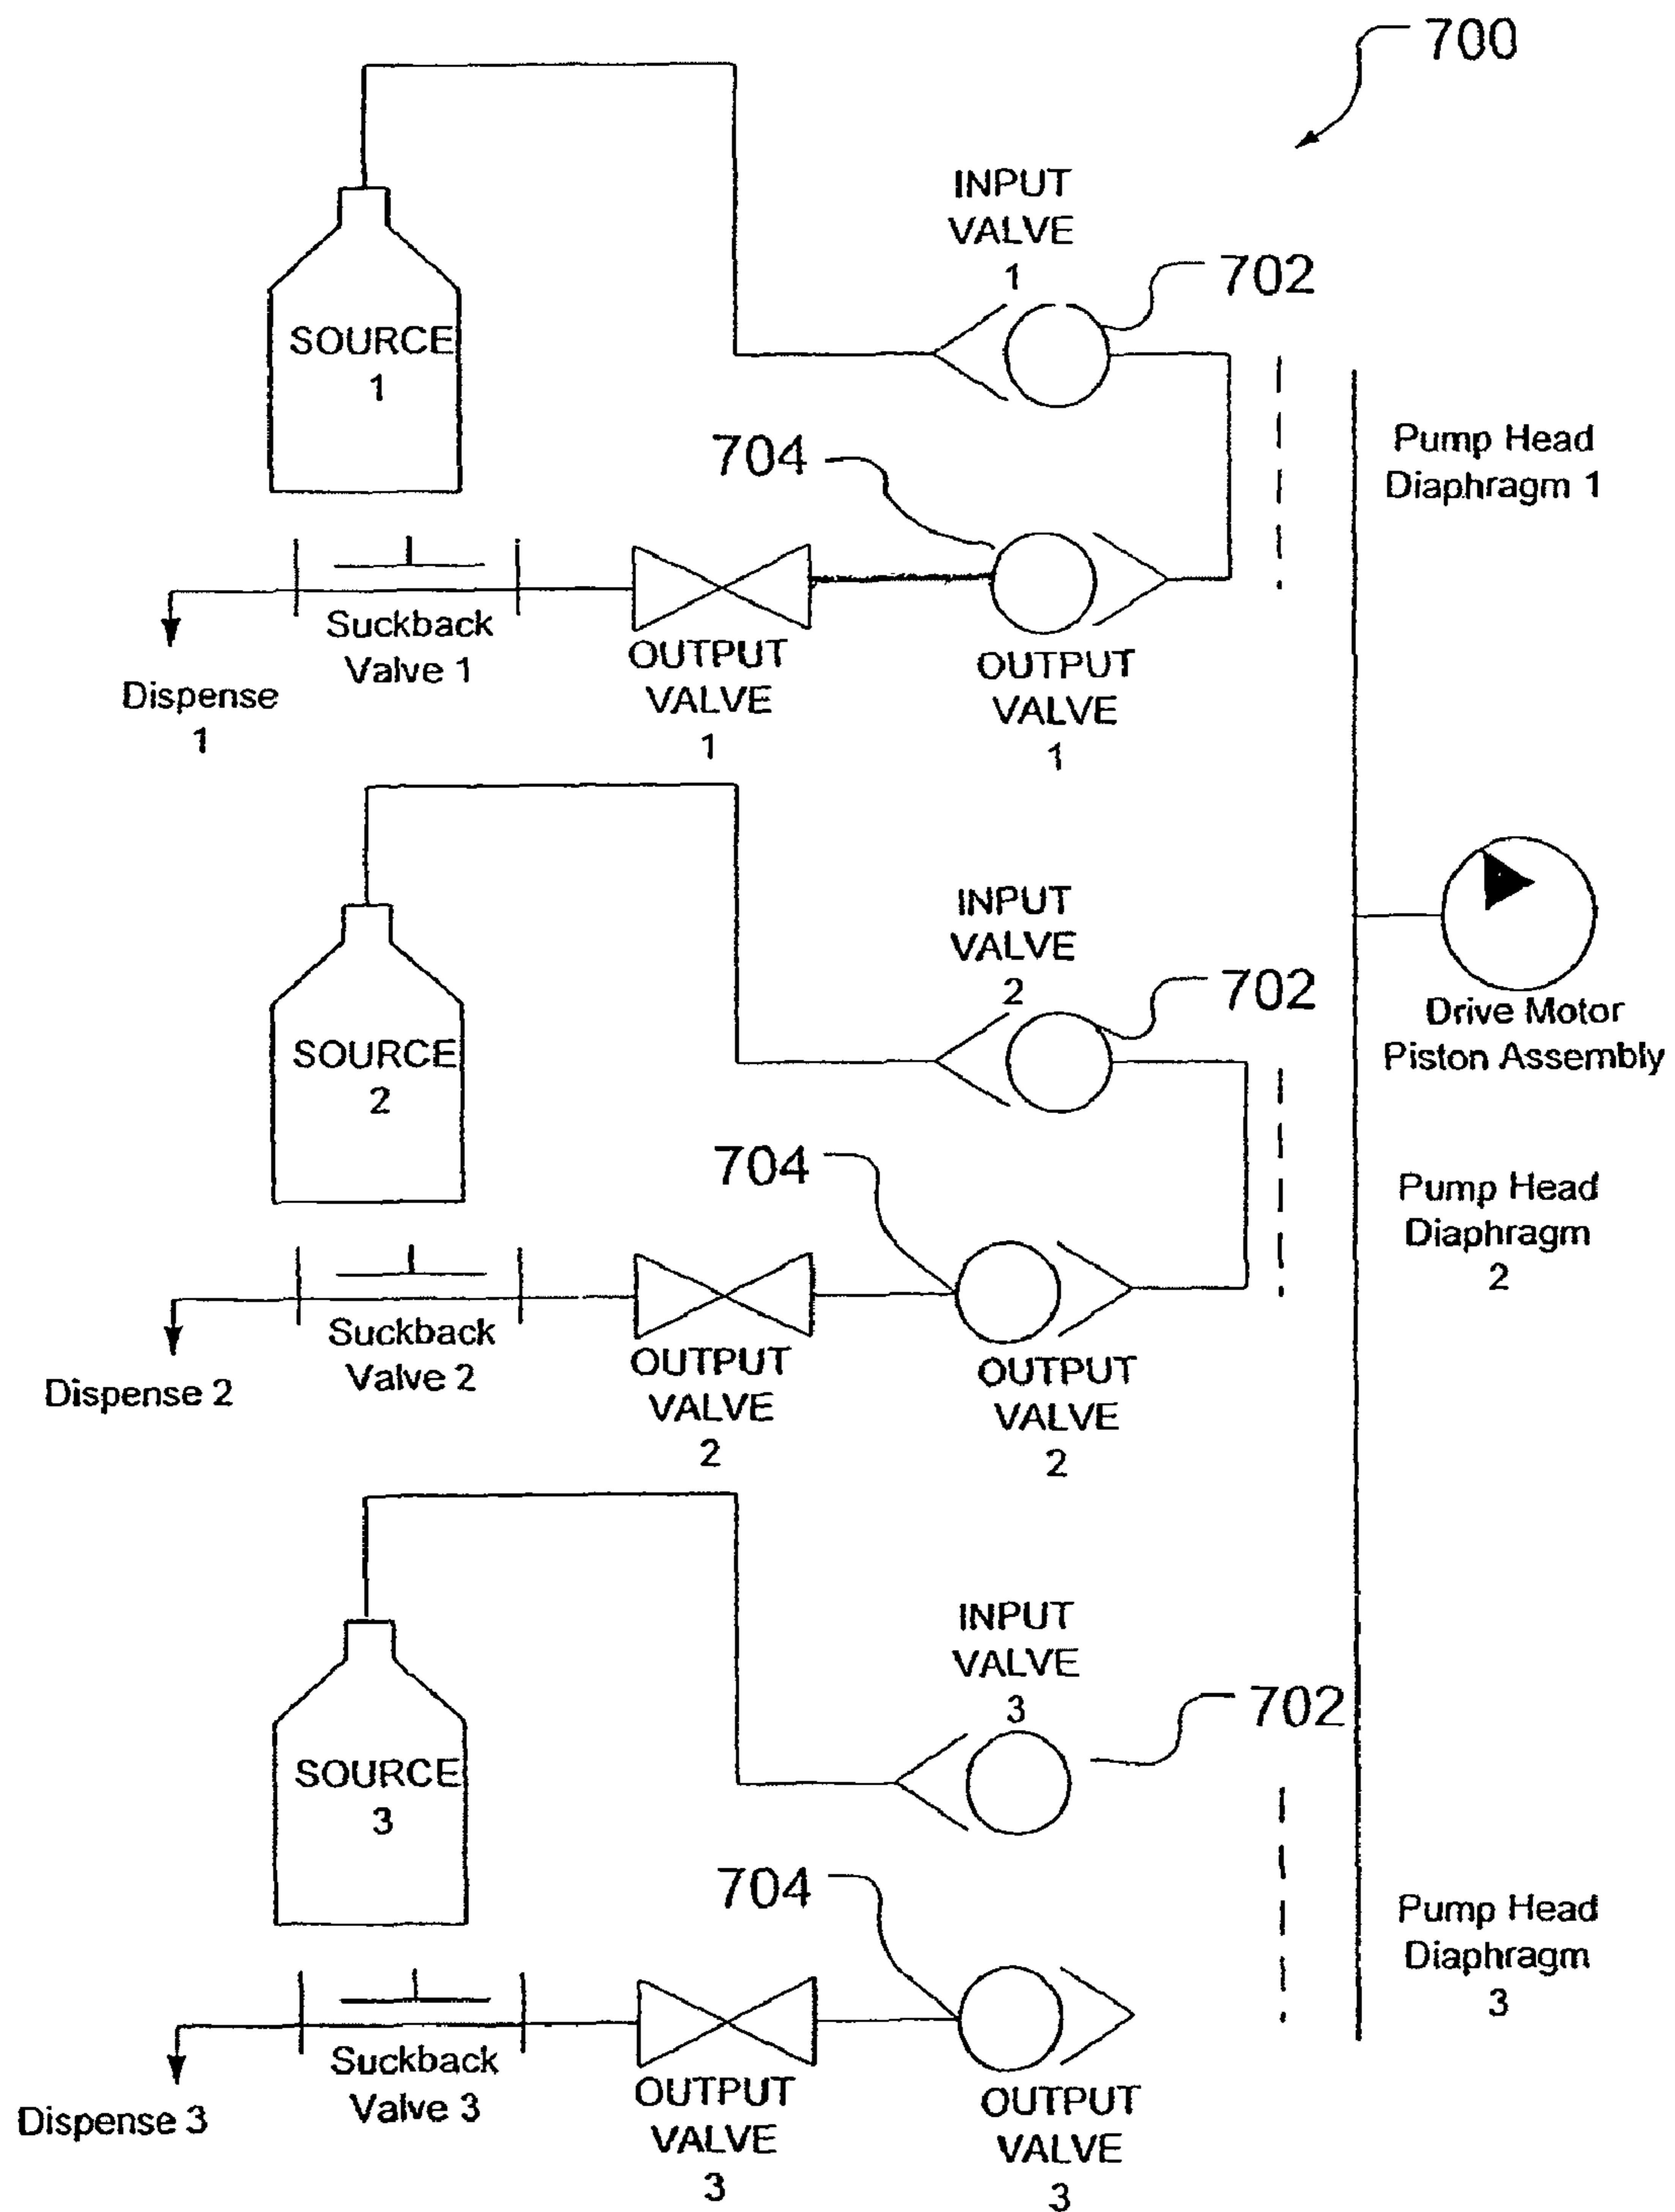 700
INPUT
VALVE
1
702
SOURCE
1
704
Pump Head
Diaphragm 1
Suckback
Valve 1
OUTPUT
VALVE
1
OUTPUT
VALVE
1
Dispense
1
INPUT
VALVE
2
702
Drive Motor
Piston Assembly
SOURCE
2
704
Pump Head
Diaphragm
2
Suckback
Valve 2
OUTPUT
VALVE
2
OUTPUT
VALVE
2
Dispense 2
INPUT
VALVE
3
702
SOURCE
3
704
Pump Head
Diaphragm
3
Suckback
Valve 3
OUTPUT
VALVE
3
OUTPUT
VALVE
3
Dispense 3